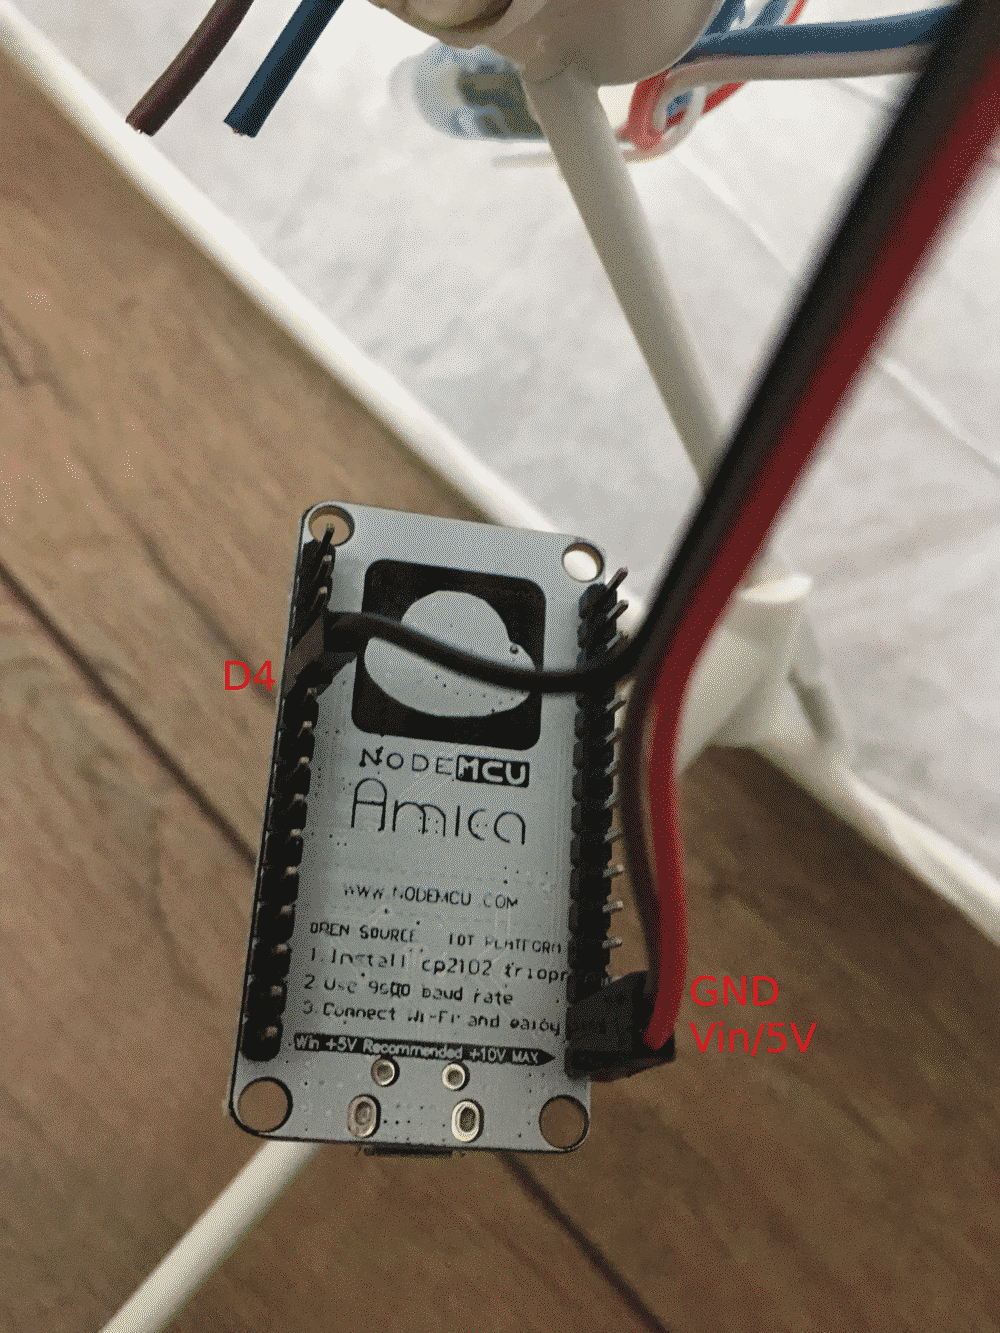 D4
NODEMCU
Amica
WWW.NODEMCU.COM
OPEN SOURCE IOT PLATFORM
1.Install cp2102
2 Use 9600 baud rate
3.Connect Wi-Fi and
Win +5V Recommended +10V MAX
GND
Vin/5V